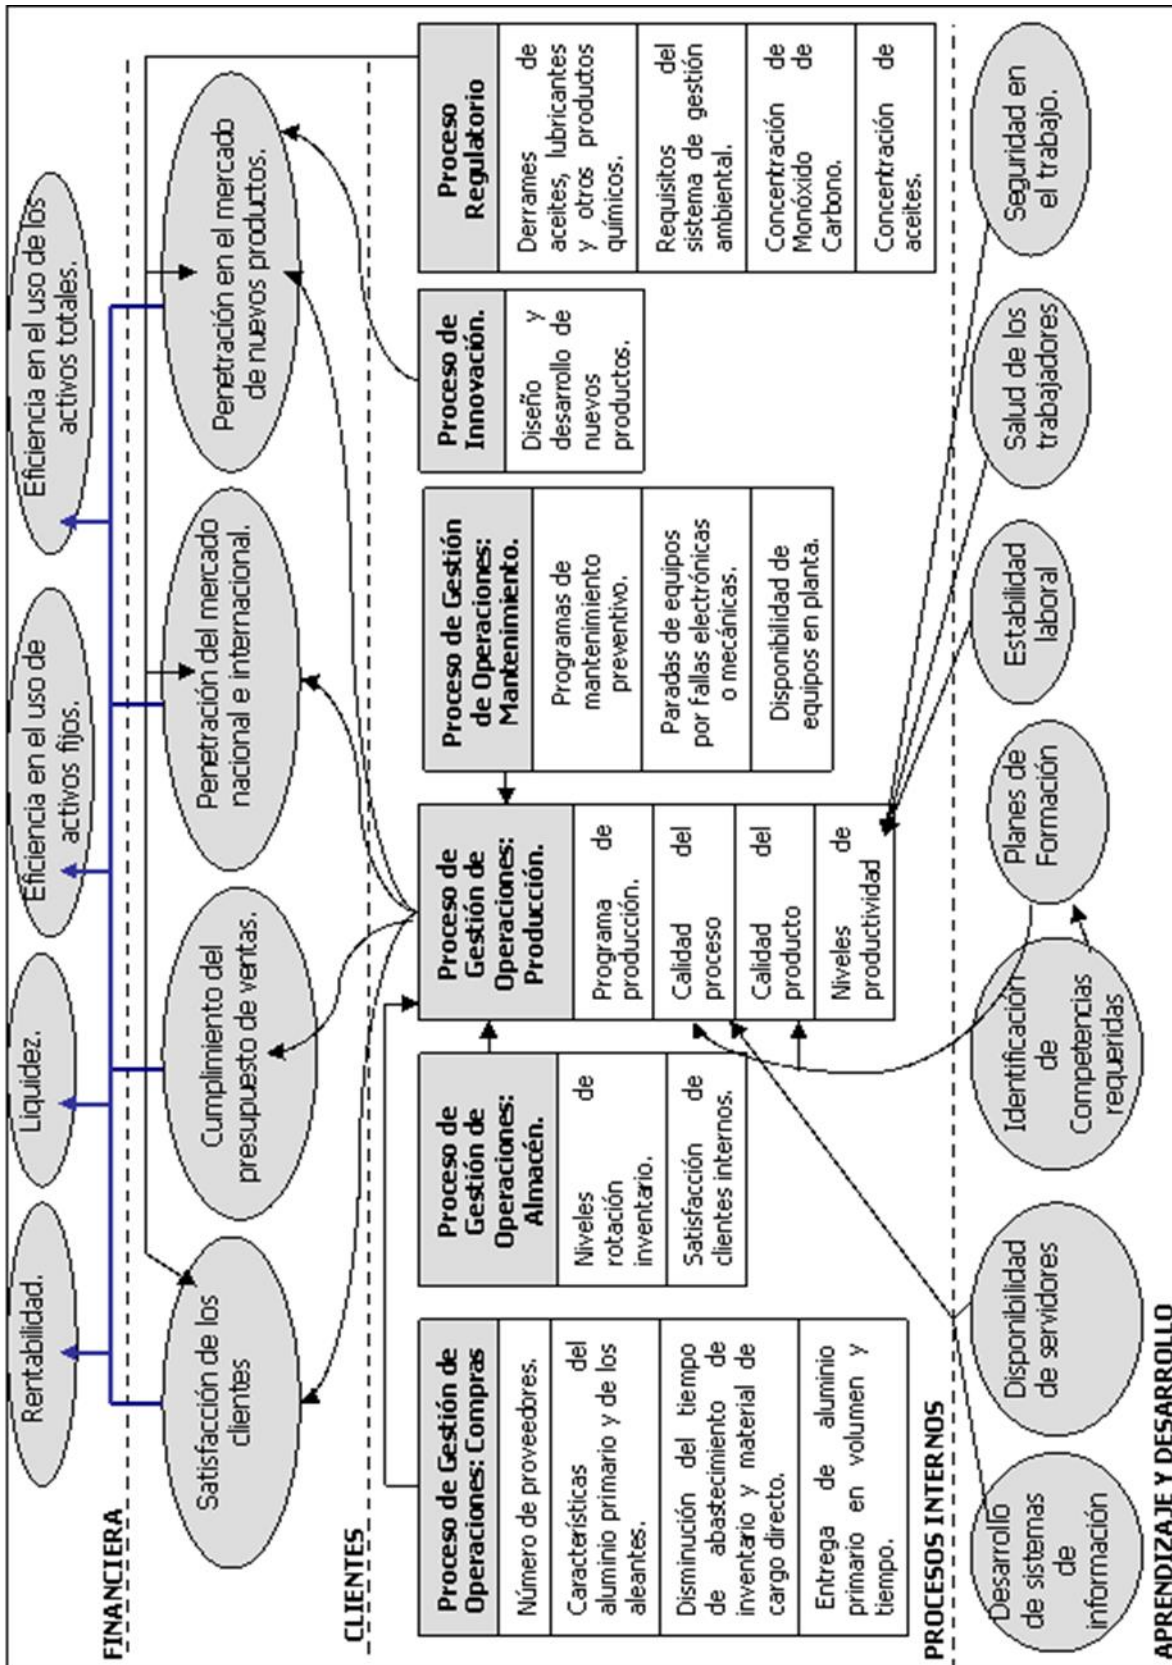 Rentabilidad.
Liquidez.
Eficiencia en el uso de
activos fijos.
Eficiencia en el uso de los
activos totales.
FINANCIERA
Satisfacción de los
clientes
Cumplimiento del
presupuesto de ventas.
Penetración del mercado
nacional e internacional.
Penetración en el mercado
de nuevos productos.
CLIENTES
Proceso de Gestión de
Operaciones: Compras
Número de proveedores.
Características del
aluminio primario y de los
aleantes.
Disminución del tiempo
de abastecimiento de
inventario y material de
cargo directo.
Entrega de aluminio
primario en volumen y
tiempo.
Proceso de
Gestión de
Operaciones:
Almacén.
Niveles de
rotación
inventario.
Satisfacción de
clientes internos.
Proceso de
Gestión de
Operaciones:
Producción.
Programa de
producción.
Calidad del
proceso
Calidad del
producto
Niveles de
productividad
Proceso de Gestión
de Operaciones:
Mantenimiento.
Programas de
mantenimiento
preventivo.
Paradas de equipos
por fallas electrónicas
o mecánicas.
Disponibilidad de
equipos en planta.
Proceso de
Innovación.
Diseño y
desarrollo de
nuevos
productos.
Proceso
Regulatorio
Derrames de
aceites, lubricantes
y otros productos
químicos.
Requisitos del
sistema de gestión
ambiental.
Concentración de
Monóxido de
Carbono.
Concentración de
aceites.
PROCESOS INTERNOS
Desarrollo
de sistemas
de
información
Disponibilidad
de servidores
Identificación
de
Competencias
requeridas
Planes de
Formación
Estabilidad
laboral
Salud de los
trabajadores
Seguridad en
el trabajo.
APRENDIZAJE Y DESARROLLO